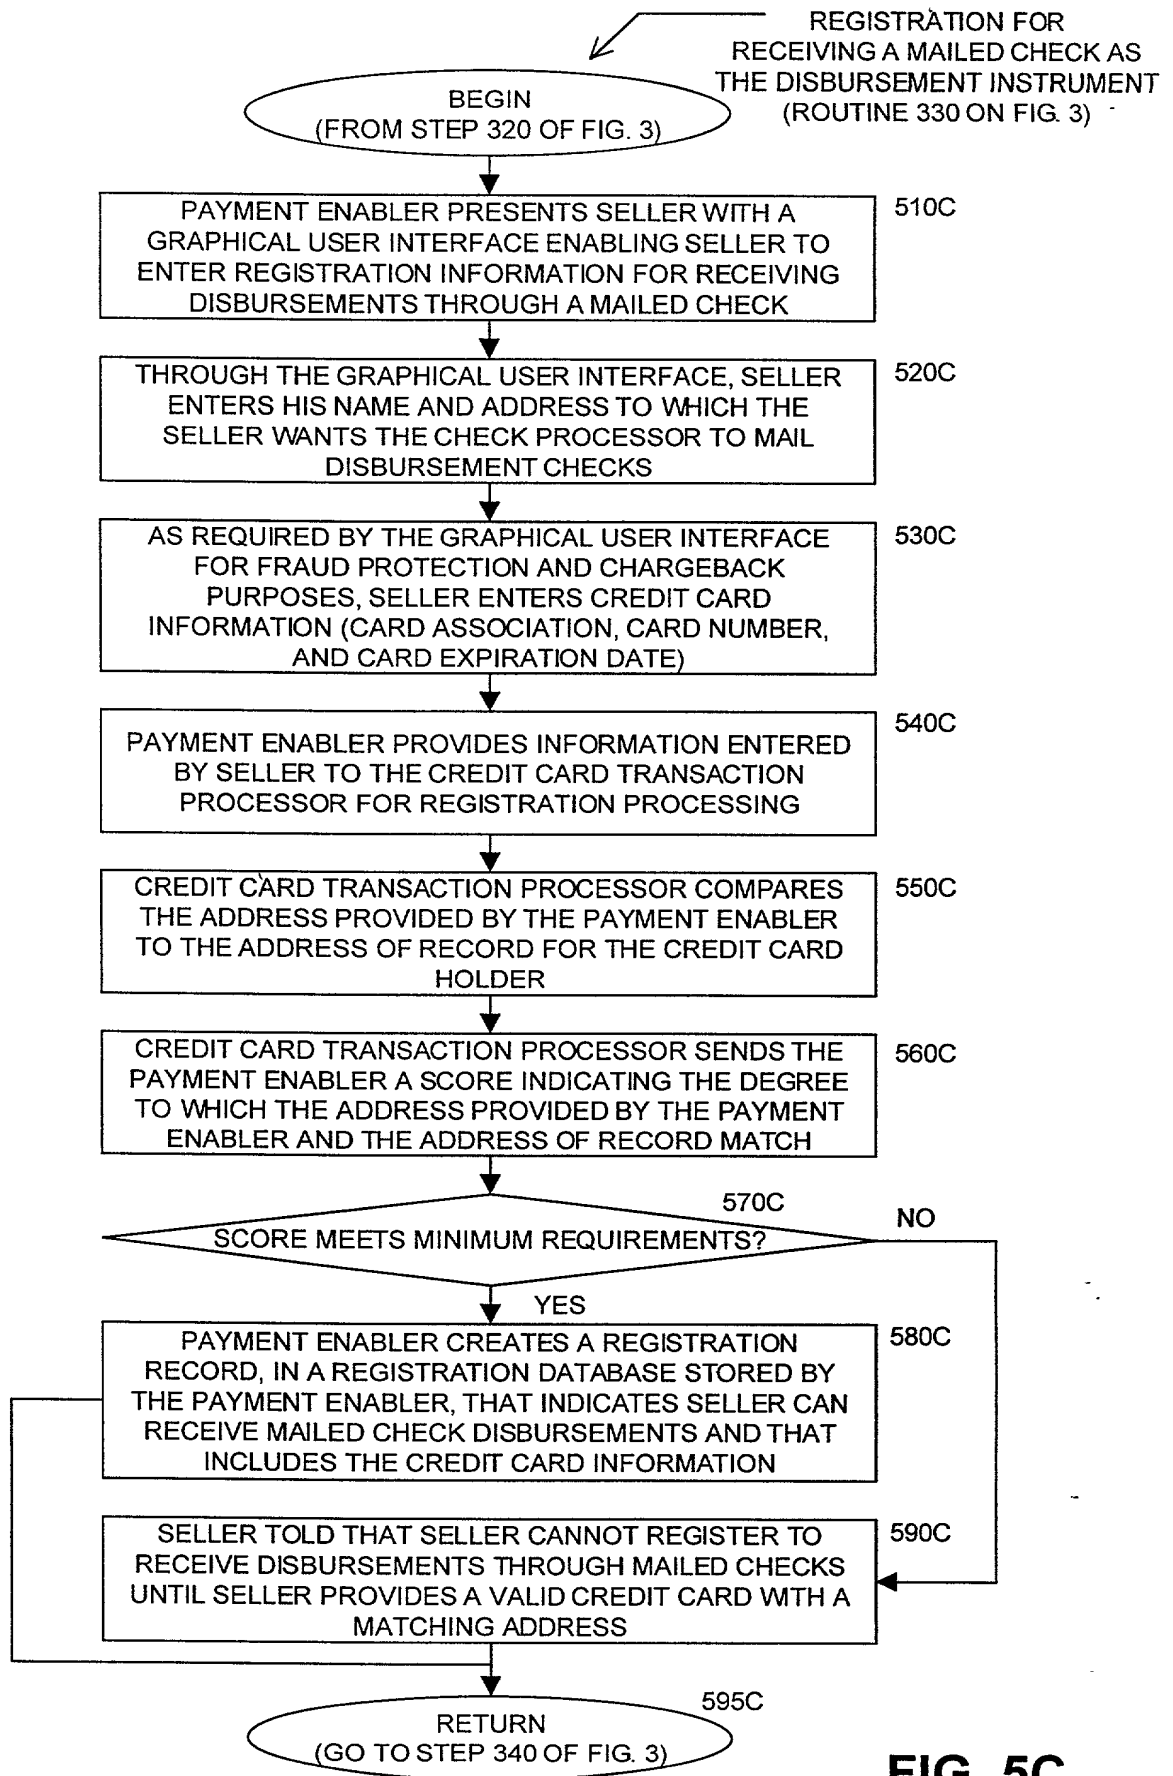 REGISTRATION FOR
RECEIVING A MAILED CHECK AS
THE DISBURSEMENT INSTRUMENT
(ROUTINE 330 ON FIG. 3)
BEGIN
(FROM STEP 320 OF FIG. 3)
510C
PAYMENT ENABLER PRESENTS SELLER WITH A
GRAPHICAL USER INTERFACE ENABLING SELLER TO
ENTER REGISTRATION INFORMATION FOR RECEIVING
DISBURSEMENTS THROUGH A MAILED CHECK
520C
THROUGH THE GRAPHICAL USER INTERFACE, SELLER
ENTERS HIS NAME AND ADDRESS TO WHICH THE
SELLER WANTS THE CHECK PROCESSOR TO MAIL
DISBURSEMENT CHECKS
530C
AS REQUIRED BY THE GRAPHICAL USER INTERFACE
FOR FRAUD PROTECTION AND CHARGEBACK
PURPOSES, SELLER ENTERS CREDIT CARD
INFORMATION (CARD ASSOCIATION, CARD NUMBER,
AND CARD EXPIRATION DATE)
540C
PAYMENT ENABLER PROVIDES INFORMATION ENTERED
BY SELLER TO THE CREDIT CARD TRANSACTION
PROCESSOR FOR REGISTRATION PROCESSING
550C
CREDIT CARD TRANSACTION PROCESSOR COMPARES
THE ADDRESS PROVIDED BY THE PAYMENT ENABLER
TO THE ADDRESS OF RECORD FOR THE CREDIT CARD
HOLDER
560C
CREDIT CARD TRANSACTION PROCESSOR SENDS THE
PAYMENT ENABLER A SCORE INDICATING THE DEGREE
TO WHICH THE ADDRESS PROVIDED BY THE PAYMENT
ENABLER AND THE ADDRESS OF RECORD MATCH
570C
NO
SCORE MEETS MINIMUM REQUIREMENTS?
YES
580C
PAYMENT ENABLER CREATES A REGISTRATION
RECORD, IN A REGISTRATION DATABASE STORED BY
THE PAYMENT ENABLER, THAT INDICATES SELLER CAN
RECEIVE MAILED CHECK DISBURSEMENTS AND THAT
INCLUDES THE CREDIT CARD INFORMATION
590C
SELLER TOLD THAT SELLER CANNOT REGISTER TO
RECEIVE DISBURSEMENTS THROUGH MAILED CHECKS
UNTIL SELLER PROVIDES A VALID CREDIT CARD WITH A
MATCHING ADDRESS
595C
RETURN
(GO TO STEP 340 OF FIG. 3)
FIG. 5C